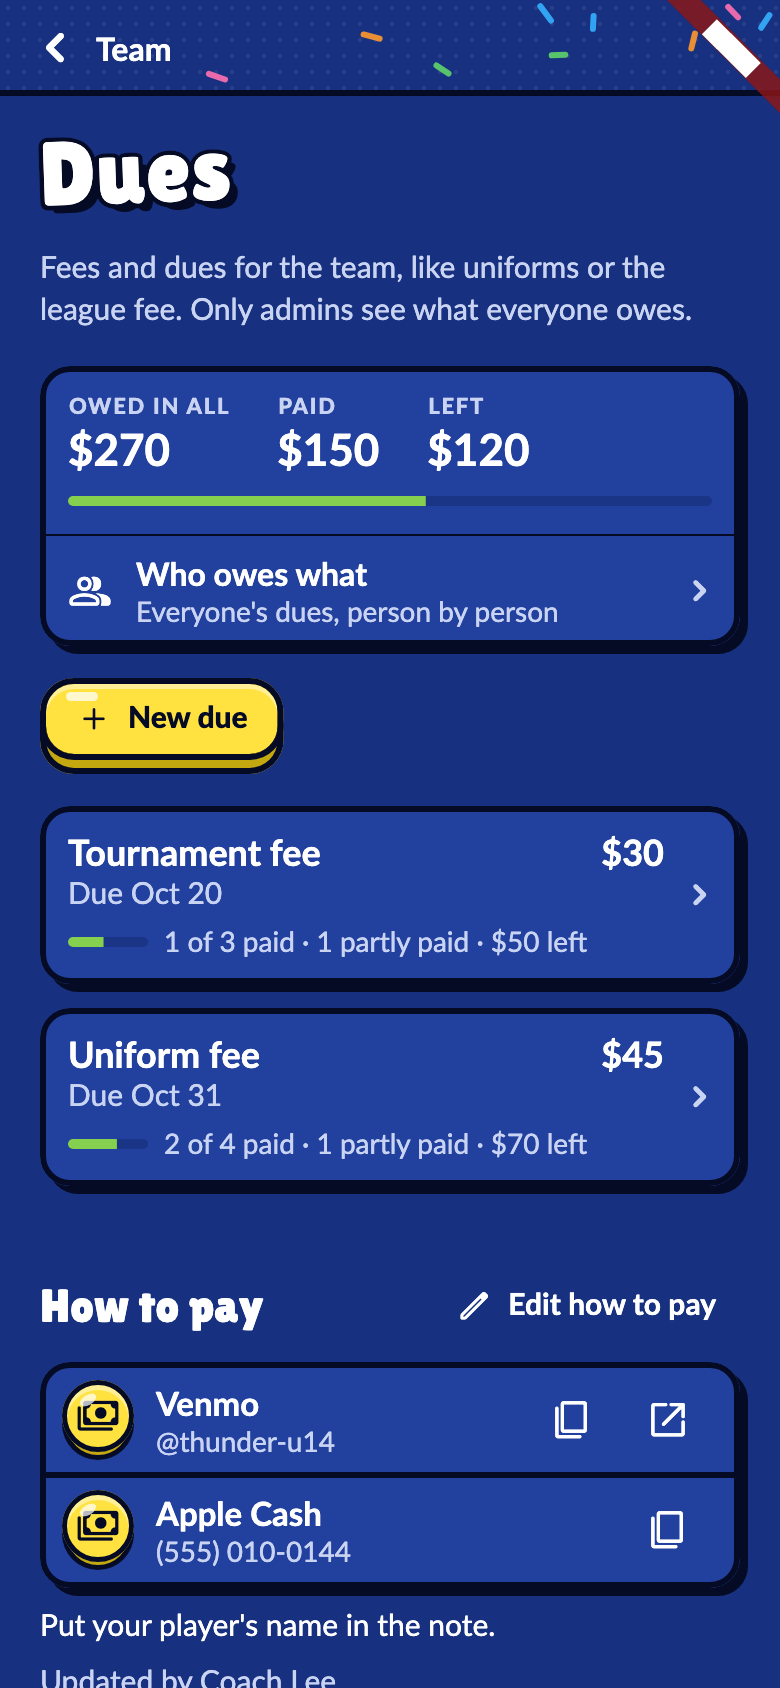 Team
Dues
Fees and dues for the team, like uniforms or the
league fee. Only admins see what everyone owes.
OWED IN ALL PAID LEFT
$270 $150 $120
Who owes what
Everyone's dues, person by person
+ New due
Tournament fee $30
Due Oct 20
1 of 3 paid · 1 partly paid · $50 left
Uniform fee $45
Due Oct 31
2 of 4 paid · 1 partly paid · $70 left
How to pay Edit how to pay
Venmo
@thunder-u14
Apple Cash
(555) 010-0144
Put your player's name in the note.
Updated by Coach Lee